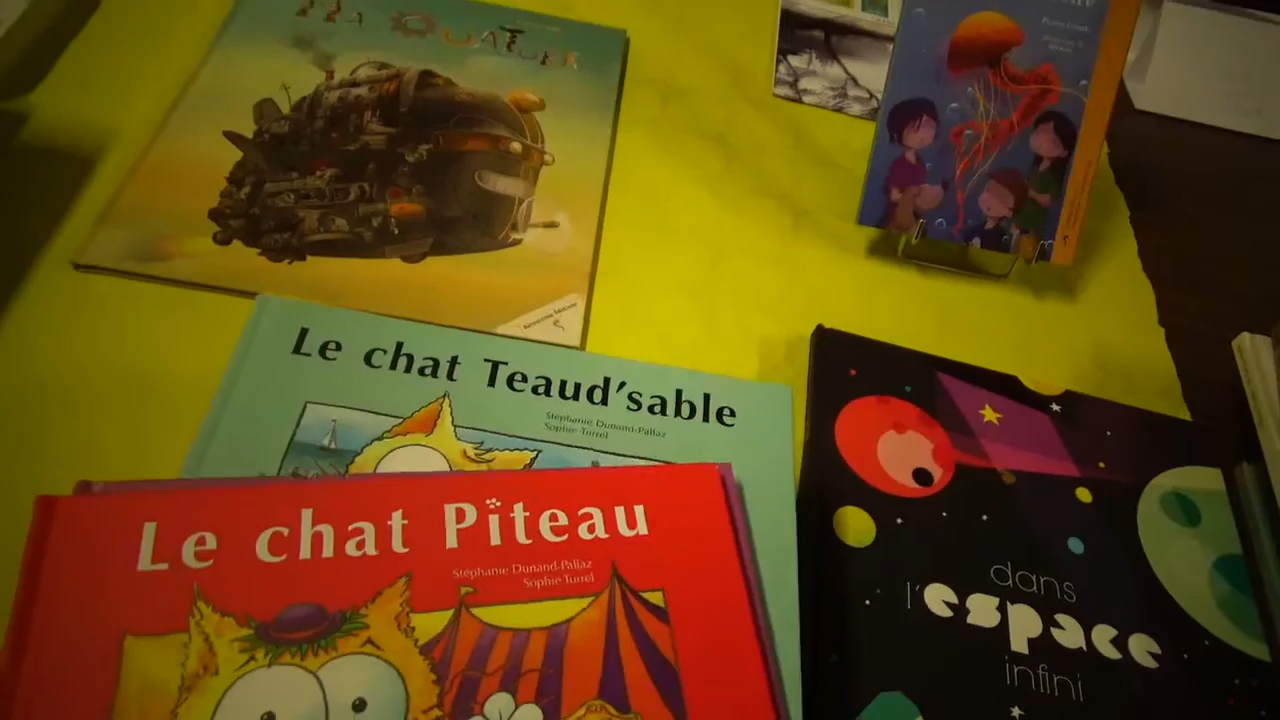 Le chat Teaud'sable
Stéphanie Dunand-Pallaz
Sophie Turrel
Le chat Piteau
Stéphanie Dunand-Pallaz
Sophie Turrel
dans
l'espace
infini